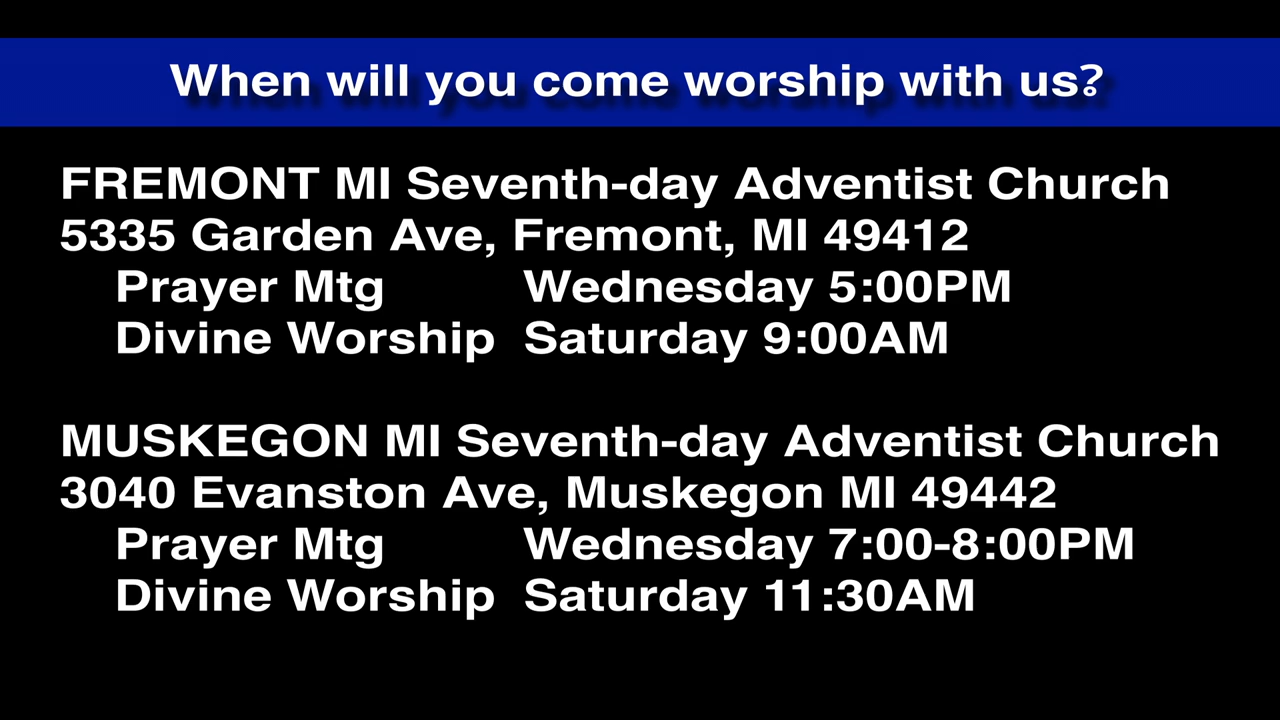 When will you come worship with us?
FREMONT MI Seventh-day Adventist Church
5335 Garden Ave, Fremont, MI 49412
Prayer Mtg Wednesday 5:00PM
Divine Worship Saturday 9:00AM
MUSKEGON MI Seventh-day Adventist Church
3040 Evanston Ave, Muskegon MI 49442
Prayer Mtg Wednesday 7:00-8:00PM
Divine Worship Saturday 11:30AM